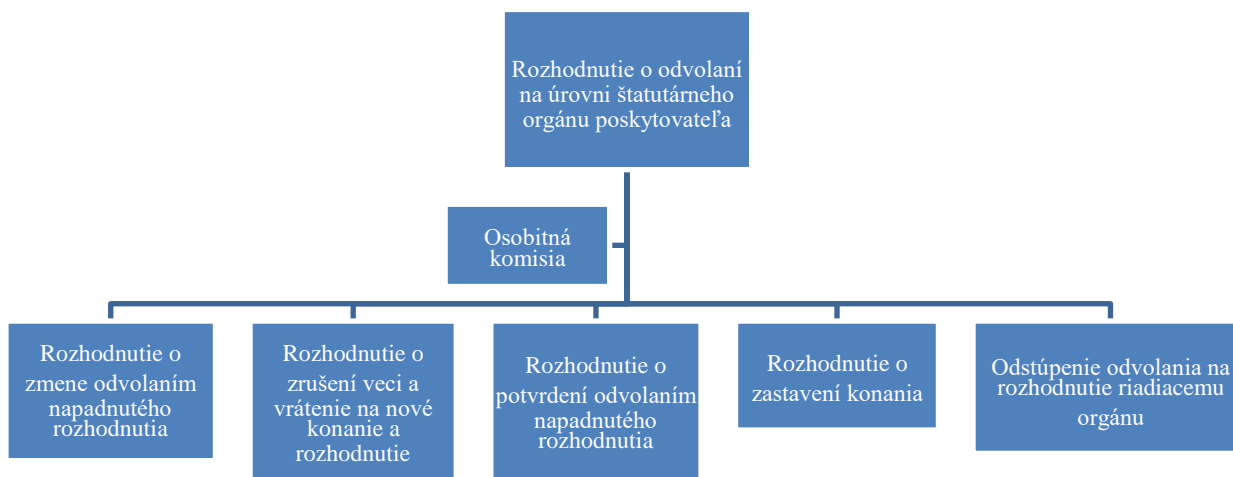 Rozhodnutie o odvolaní
na úrovni štatutárneho
orgánu poskytovateľa
Osobitná
komisia
Rozhodnutie o
zmene odvolaním
napadnutého
rozhodnutia
Rozhodnutie o
zrušení veci a
vrátenie na nové
konanie a
rozhodnutie
Rozhodnutie o
potvrdení odvolaním
napadnutého
rozhodnutia
Rozhodnutie o
zastavení konania
Odstúpenie odvolania na
rozhodnutie riadiacemu
orgánu